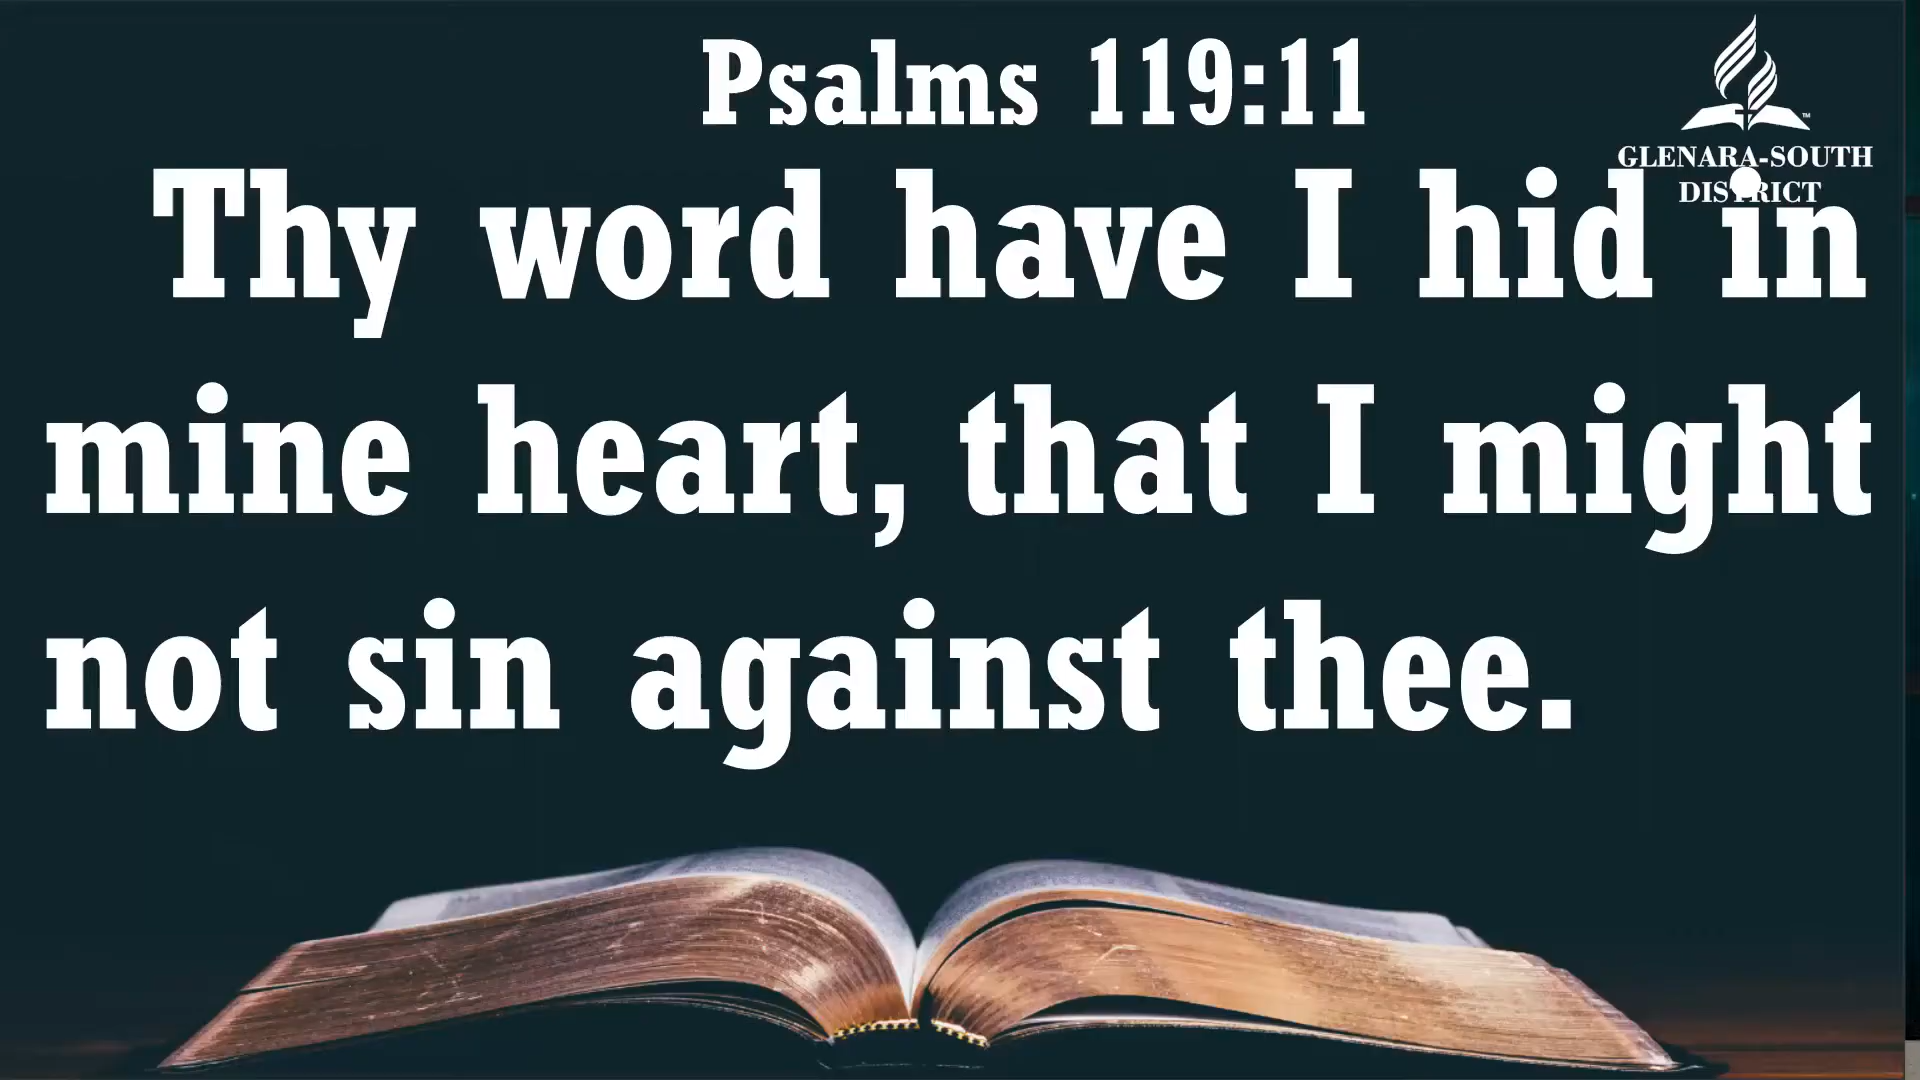 Psalms 119:11
GLENARA-SOUTH
DISTRICT
Thy word have I hid in
mine heart, that I might
not sin against thee.